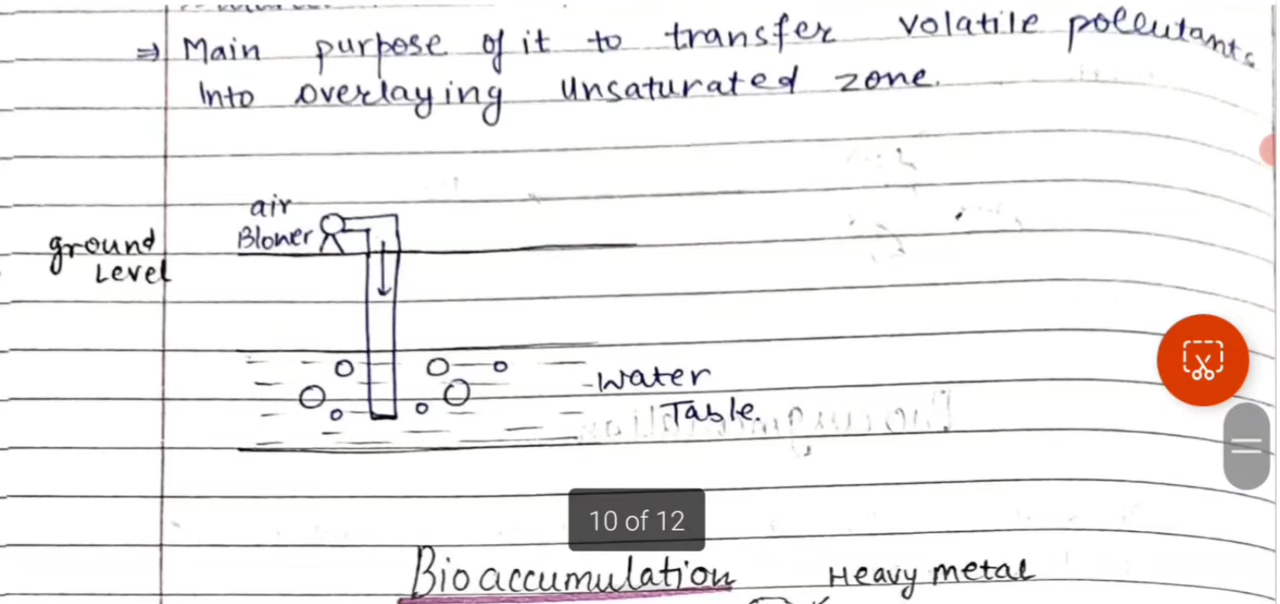 ⇒ Main purpose of it to transfer volatile pollutants
Into overlaying unsaturated zone.
air
Blower
ground
Level
-water
Table.
10 of 12
Bioaccumulation Heavy metal